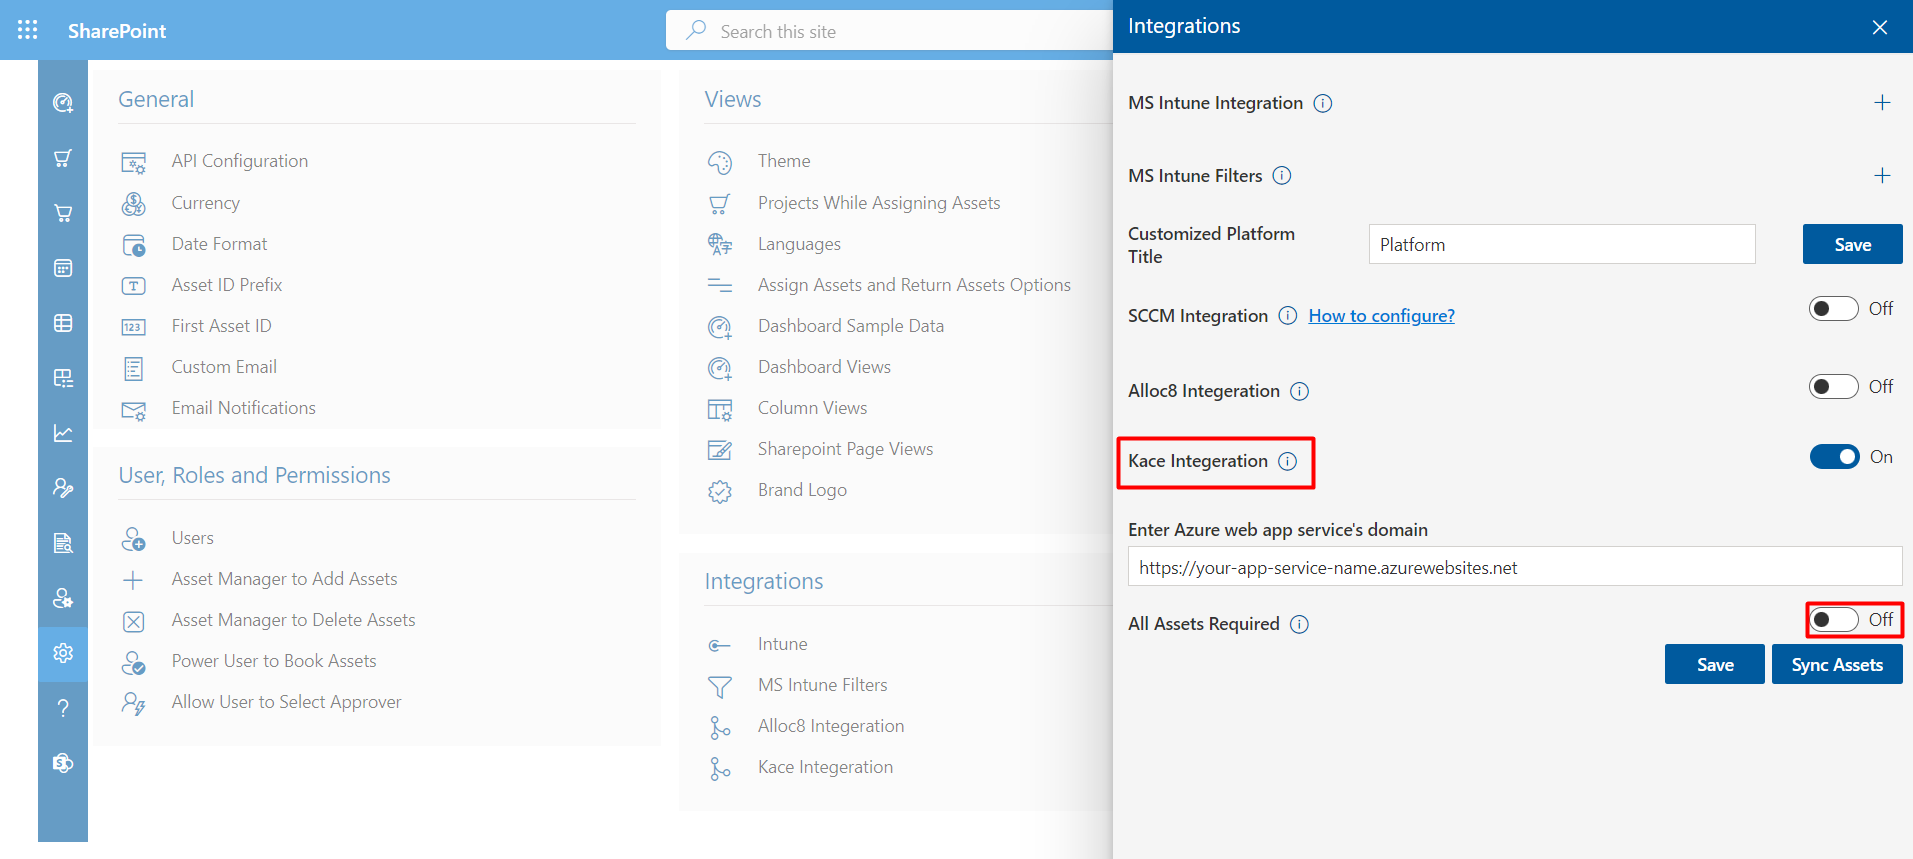 SharePoint
Search this site
General
API Configuration
Currency
Date Format
Asset ID Prefix
First Asset ID
Custom Email
Email Notifications
User, Roles and Permissions
Users
Asset Manager to Add Assets
Asset Manager to Delete Assets
Power User to Book Assets
Allow User to Select Approver
Views
Theme
Projects While Assigning Assets
Languages
Assign Assets and Return Assets Options
Dashboard Sample Data
Dashboard Views
Column Views
Sharepoint Page Views
Brand Logo
Integrations
Intune
MS Intune Filters
Alloc8 Integeration
Kace Integeration
Integrations
MS Intune Integration
MS Intune Filters
Customized Platform
Title
Platform
Save
SCCM Integration How to configure?
Off
Alloc8 Integeration
Off
Kace Integeration
On
Enter Azure web app service's domain
https://your-app-service-name.azurewebsites.net
All Assets Required
Off
Save
Sync Assets